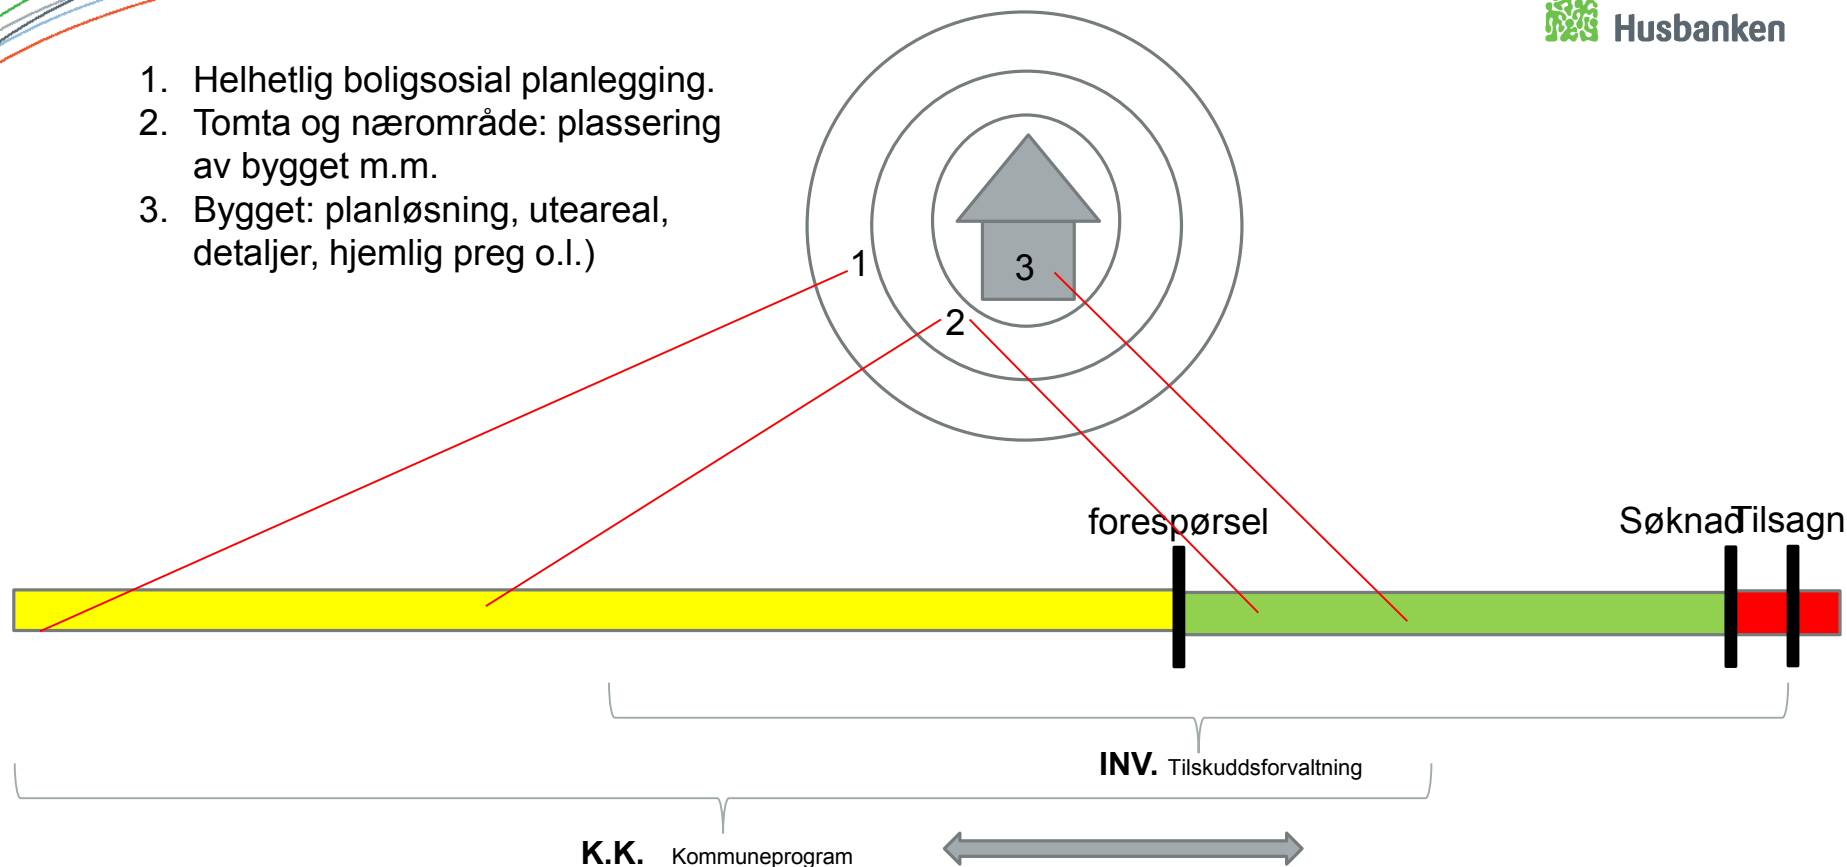 Husbanken
1. Helhetlig boligsosial planlegging.
2. Tomta og nærområde: plassering
av bygget m.m.
3. Bygget: planløsning, uteareal,
detaljer, hjemlig preg o.l.)
1
3
2
forespørsel
Søknad
Tilsagn
INV. Tilskuddsforvaltning
K.K. Kommuneprogram